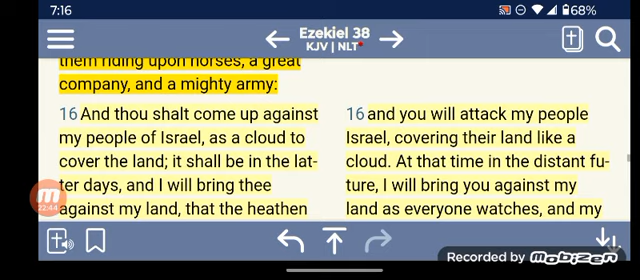 7:16
68%
Ezekiel 38
KJV | NLT
them riding upon horses, a great
company, and a mighty army:
16 And thou shalt come up against
my people of Israel, as a cloud to
cover the land; it shall be in the lat-
ter days, and I will bring thee
against my land, that the heathen
16 and you will attack my people
Israel, covering their land like a
cloud. At that time in the distant fu-
ture, I will bring you against my
land as everyone watches, and my
M
22:44
Recorded by mobizen